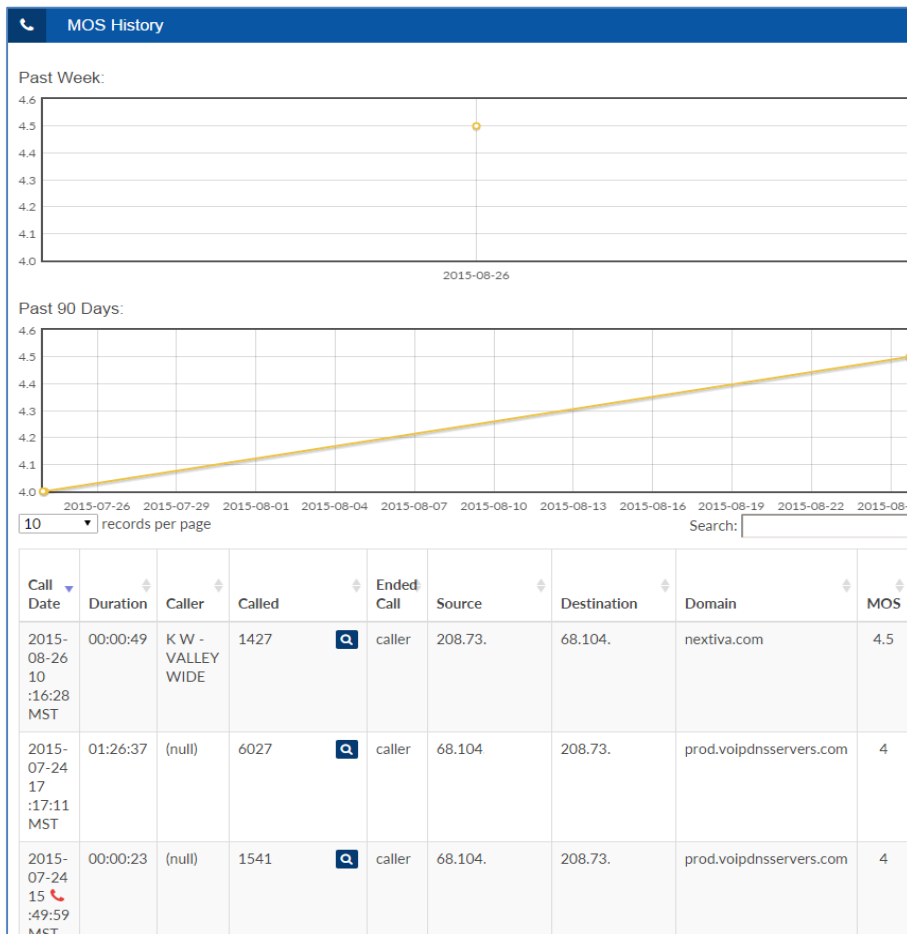 MOS History
Past Week:
4.6
4.5
4.4
4.3
4.2
4.1
4.0
2015-08-26
Past 90 Days:
4.6
4.5
4.4
4.3
4.2
4.1
4.0
2015-07-26 2015-07-29 2015-08-01 2015-08-04 2015-08-07 2015-08-10 2015-08-13 2015-08-16 2015-08-19 2015-08-22 2015-08-
10 records per page Search:
Call Date Duration Caller Called Ended Call Source Destination Domain MOS
2015-08-26 10:16:28 MST 00:00:49 K W - VALLEY WIDE 1427 caller 208.73. 68.104. nextiva.com 4.5
2015-07-24 17:17:11 MST 01:26:37 (null) 6027 caller 68.104 208.73. prod.voipdnsservers.com 4
2015-07-24 15:49:59 MST 00:00:23 (null) 1541 caller 68.104. 208.73. prod.voipdnsservers.com 4